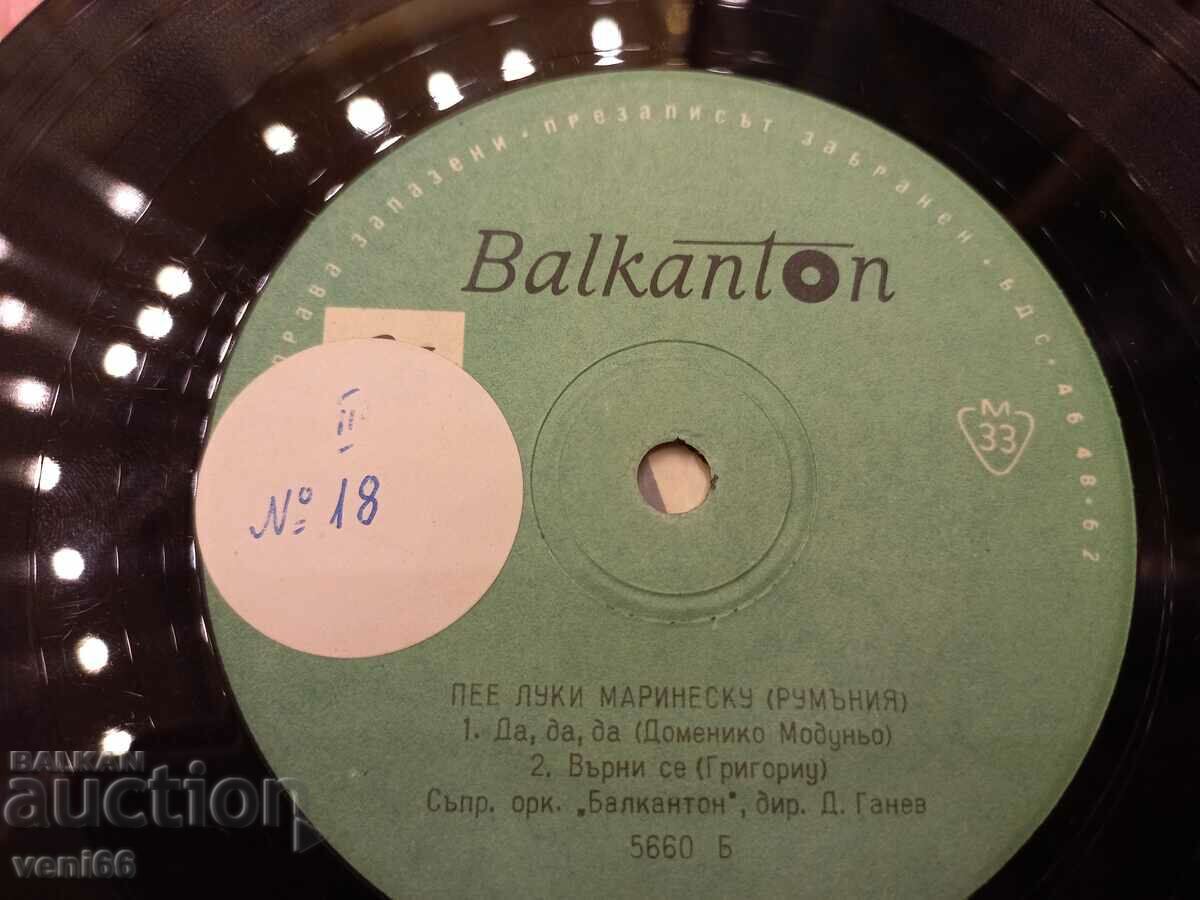 права запазени · презаписът забранен · БДС · 46 48-62
Balkanton
М
33
II
№ 18
ПЕЕ ЛУКИ МАРИНЕСКУ (РУМЪНИЯ)
1. Да, да, да (Доменико Модуньо)
2. Върни се (Григориу)
Съпр. орк. „Балкантон", дир. Д. Ганев
5660 Б
BALKAN
auction
veni66